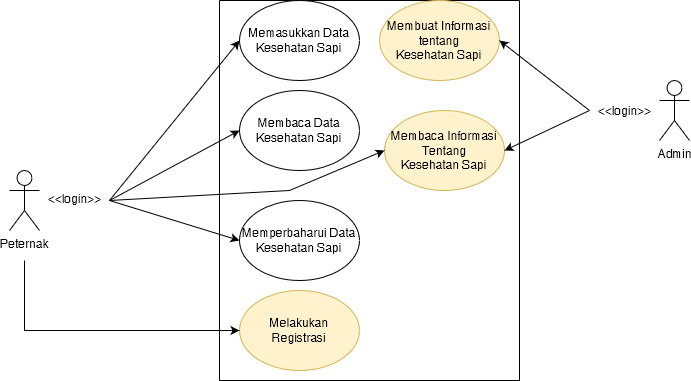 Memasukkan Data
Kesehatan Sapi
Membuat Informasi
tentang
Kesehatan Sapi
Membaca Data
Kesehatan Sapi
Membaca Informasi
Tentang
Kesehatan Sapi
<<login>>
Admin
<<login>>
Peternak
Memperbaharui Data
Kesehatan Sapi
Melakukan
Registrasi